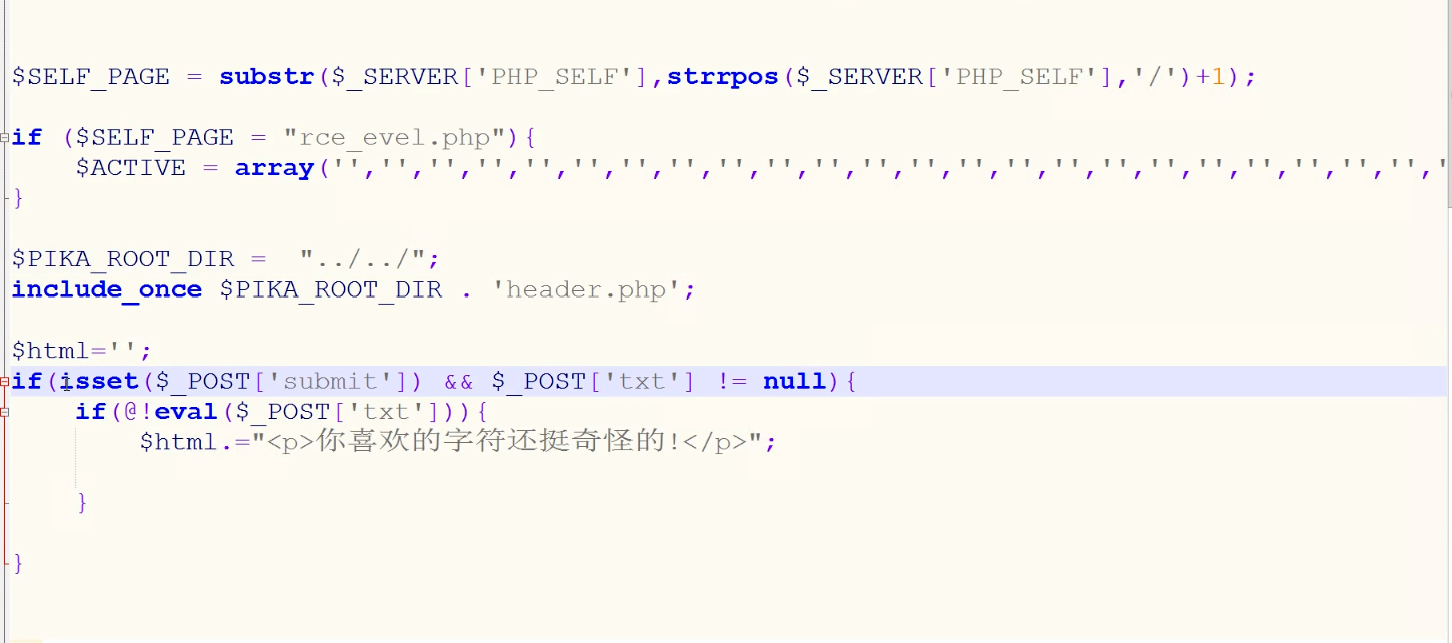 $SELF_PAGE = substr($_SERVER['PHP_SELF'],strrpos($_SERVER['PHP_SELF'],'/')+1);
if ($SELF_PAGE = "rce_evel.php"){
$ACTIVE = array('','','','','','','','','','','','','','','','','','','','','','','','
}
$PIKA_ROOT_DIR =  "../../";
include_once $PIKA_ROOT_DIR . 'header.php';
$html='';
if(isset($_POST['submit']) && $_POST['txt'] != null){
if(@!eval($_POST['txt'])){
$html.="<p>你喜欢的字符还挺奇怪的!</p>";
}
}